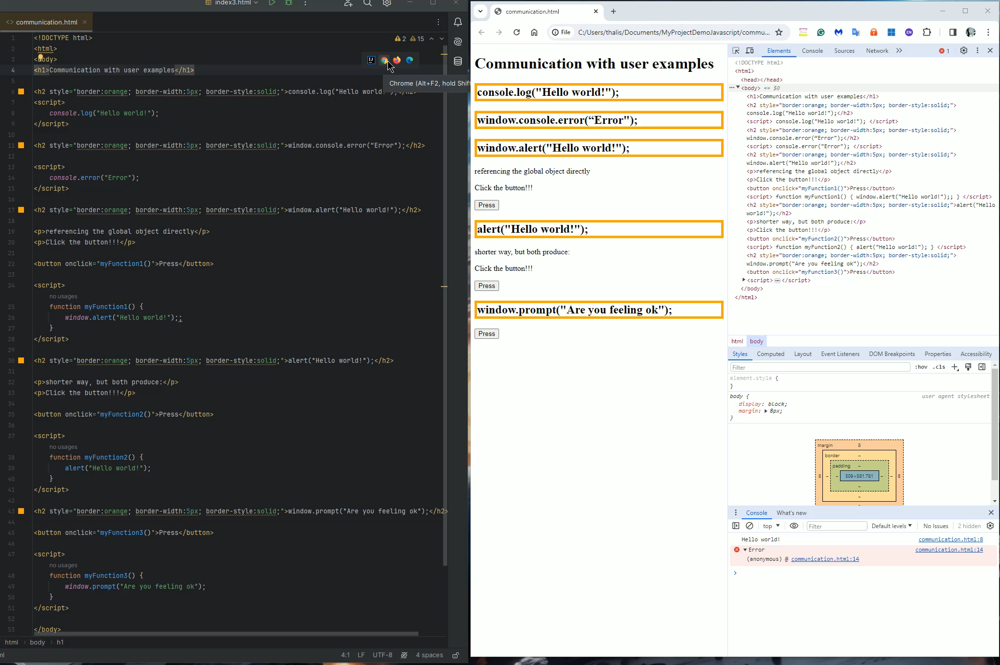 index3.html
communication.html
2 15
1 <!DOCTYPE html>
2 <html>
3 <body>
4 <h1>Communication with user examples</h1>
Chrome (Alt+F2, hold Shift
5
6 <h2 style="border:orange; border-width:5px; border-style:solid;">console.log("Hello world!");</h2>
7 <script>
8 console.log("Hello world!");
9 </script>
10
11 <h2 style="border:orange; border-width:5px; border-style:solid;">window.console.error(“Error");</h2>
12
13 <script>
14 console.error("Error");
15 </script>
16
17 <h2 style="border:orange; border-width:5px; border-style:solid;">window.alert("Hello world!");</h2>
18
19 <p>referencing the global object directly</p>
20 <p>Click the button!!!</p>
21
22 <button onclick="myFunction1()">Press</button>
23
24 <script>
no usages
25 function myFunction1() {
26 window.alert("Hello world!");;
27 }
28 </script>
29
30 <h2 style="border:orange; border-width:5px; border-style:solid;">alert("Hello world!");</h2>
31
32 <p>shorter way, but both produce:</p>
33 <p>Click the button!!!</p>
34
35 <button onclick="myFunction2()">Press</button>
36
37 <script>
no usages
38 function myFunction2() {
39 alert("Hello world!");
40 }
41 </script>
42
43 <h2 style="border:orange; border-width:5px; border-style:solid;">window.prompt("Are you feeling ok");</h2>
44
45 <button onclick="myFunction3()">Press</button>
46
47 <script>
no usages
48 function myFunction3() {
49 window.prompt("Are you feeling ok");
50 }
51 </script>
52
53 </body>
html › body › h1
ml
4:1 LF UTF-8 4 spaces
communication.html
File C:/Users/thalis/Documents/MyProjectDemoJavascript/commu... EN
Communication with user examples
console.log("Hello world!");
window.console.error(“Error");
window.alert("Hello world!");
referencing the global object directly
Click the button!!!
Press
alert("Hello world!");
shorter way, but both produce:
Click the button!!!
Press
window.prompt("Are you feeling ok");
Press
Elements Console Sources Network 1
<!DOCTYPE html>
<html>
<head></head>
<body> == $0
<h1>Communication with user examples</h1>
<h2 style="border:orange; border-width:5px; border-style:solid;">
console.log("Hello world!");</h2>
<script> console.log("Hello world!"); </script>
<h2 style="border:orange; border-width:5px; border-style:solid;">
window.console.error(“Error");</h2>
<script> console.error("Error"); </script>
<h2 style="border:orange; border-width:5px; border-style:solid;">
window.alert("Hello world!");</h2>
<p>referencing the global object directly</p>
<p>Click the button!!!</p>
<button onclick="myFunction1()">Press</button>
<script> function myFunction1() { window.alert("Hello world!");; } </script>
<h2 style="border:orange; border-width:5px; border-style:solid;">alert("Hello
world!");</h2>
<p>shorter way, but both produce:</p>
<p>Click the button!!!</p>
<button onclick="myFunction2()">Press</button>
<script> function myFunction2() { alert("Hello world!"); } </script>
<h2 style="border:orange; border-width:5px; border-style:solid;">
window.prompt("Are you feeling ok");</h2>
<button onclick="myFunction3()">Press</button>
<script>…</script>
</body>
</html>
html body
Styles Computed Layout Event Listeners DOM Breakpoints Properties Accessibility
Filter :hov .cls
element.style {
}
body { user agent stylesheet
display: block;
margin: 8px;
}
margin 8
border –
padding –
8 – – 509×581.781 – – 8
–
–
Console What's new
top Filter Default levels No Issues 2 hidden
Hello world! communication.html:8
Error communication.html:14
(anonymous) @ communication.html:14